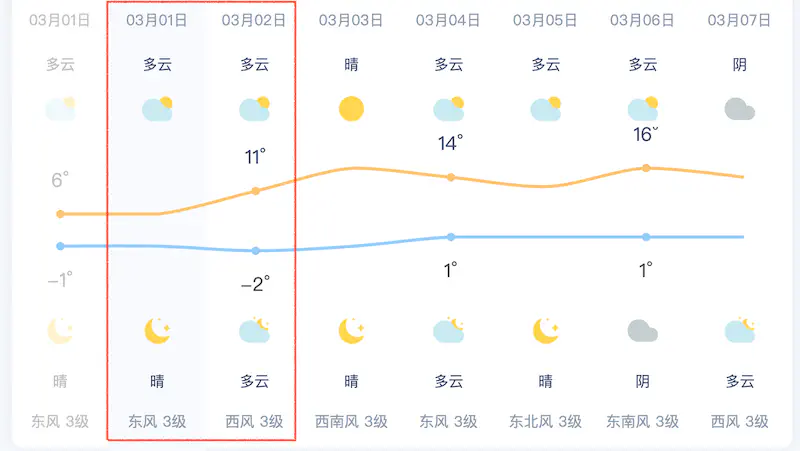 03月01日 03月01日 03月02日 03月03日 03月04日 03月05日 03月06日 03月07日
多云 多云 多云 晴 多云 多云 多云 阴
6° 11° 14° 16°
-1° -2° 1° 1°
晴 晴 多云 晴 多云 晴 阴 多云
东风 3级 东风 3级 西风 3级 西南风 3级 东风 3级 东北风 3级 东南风 3级 西风 3级